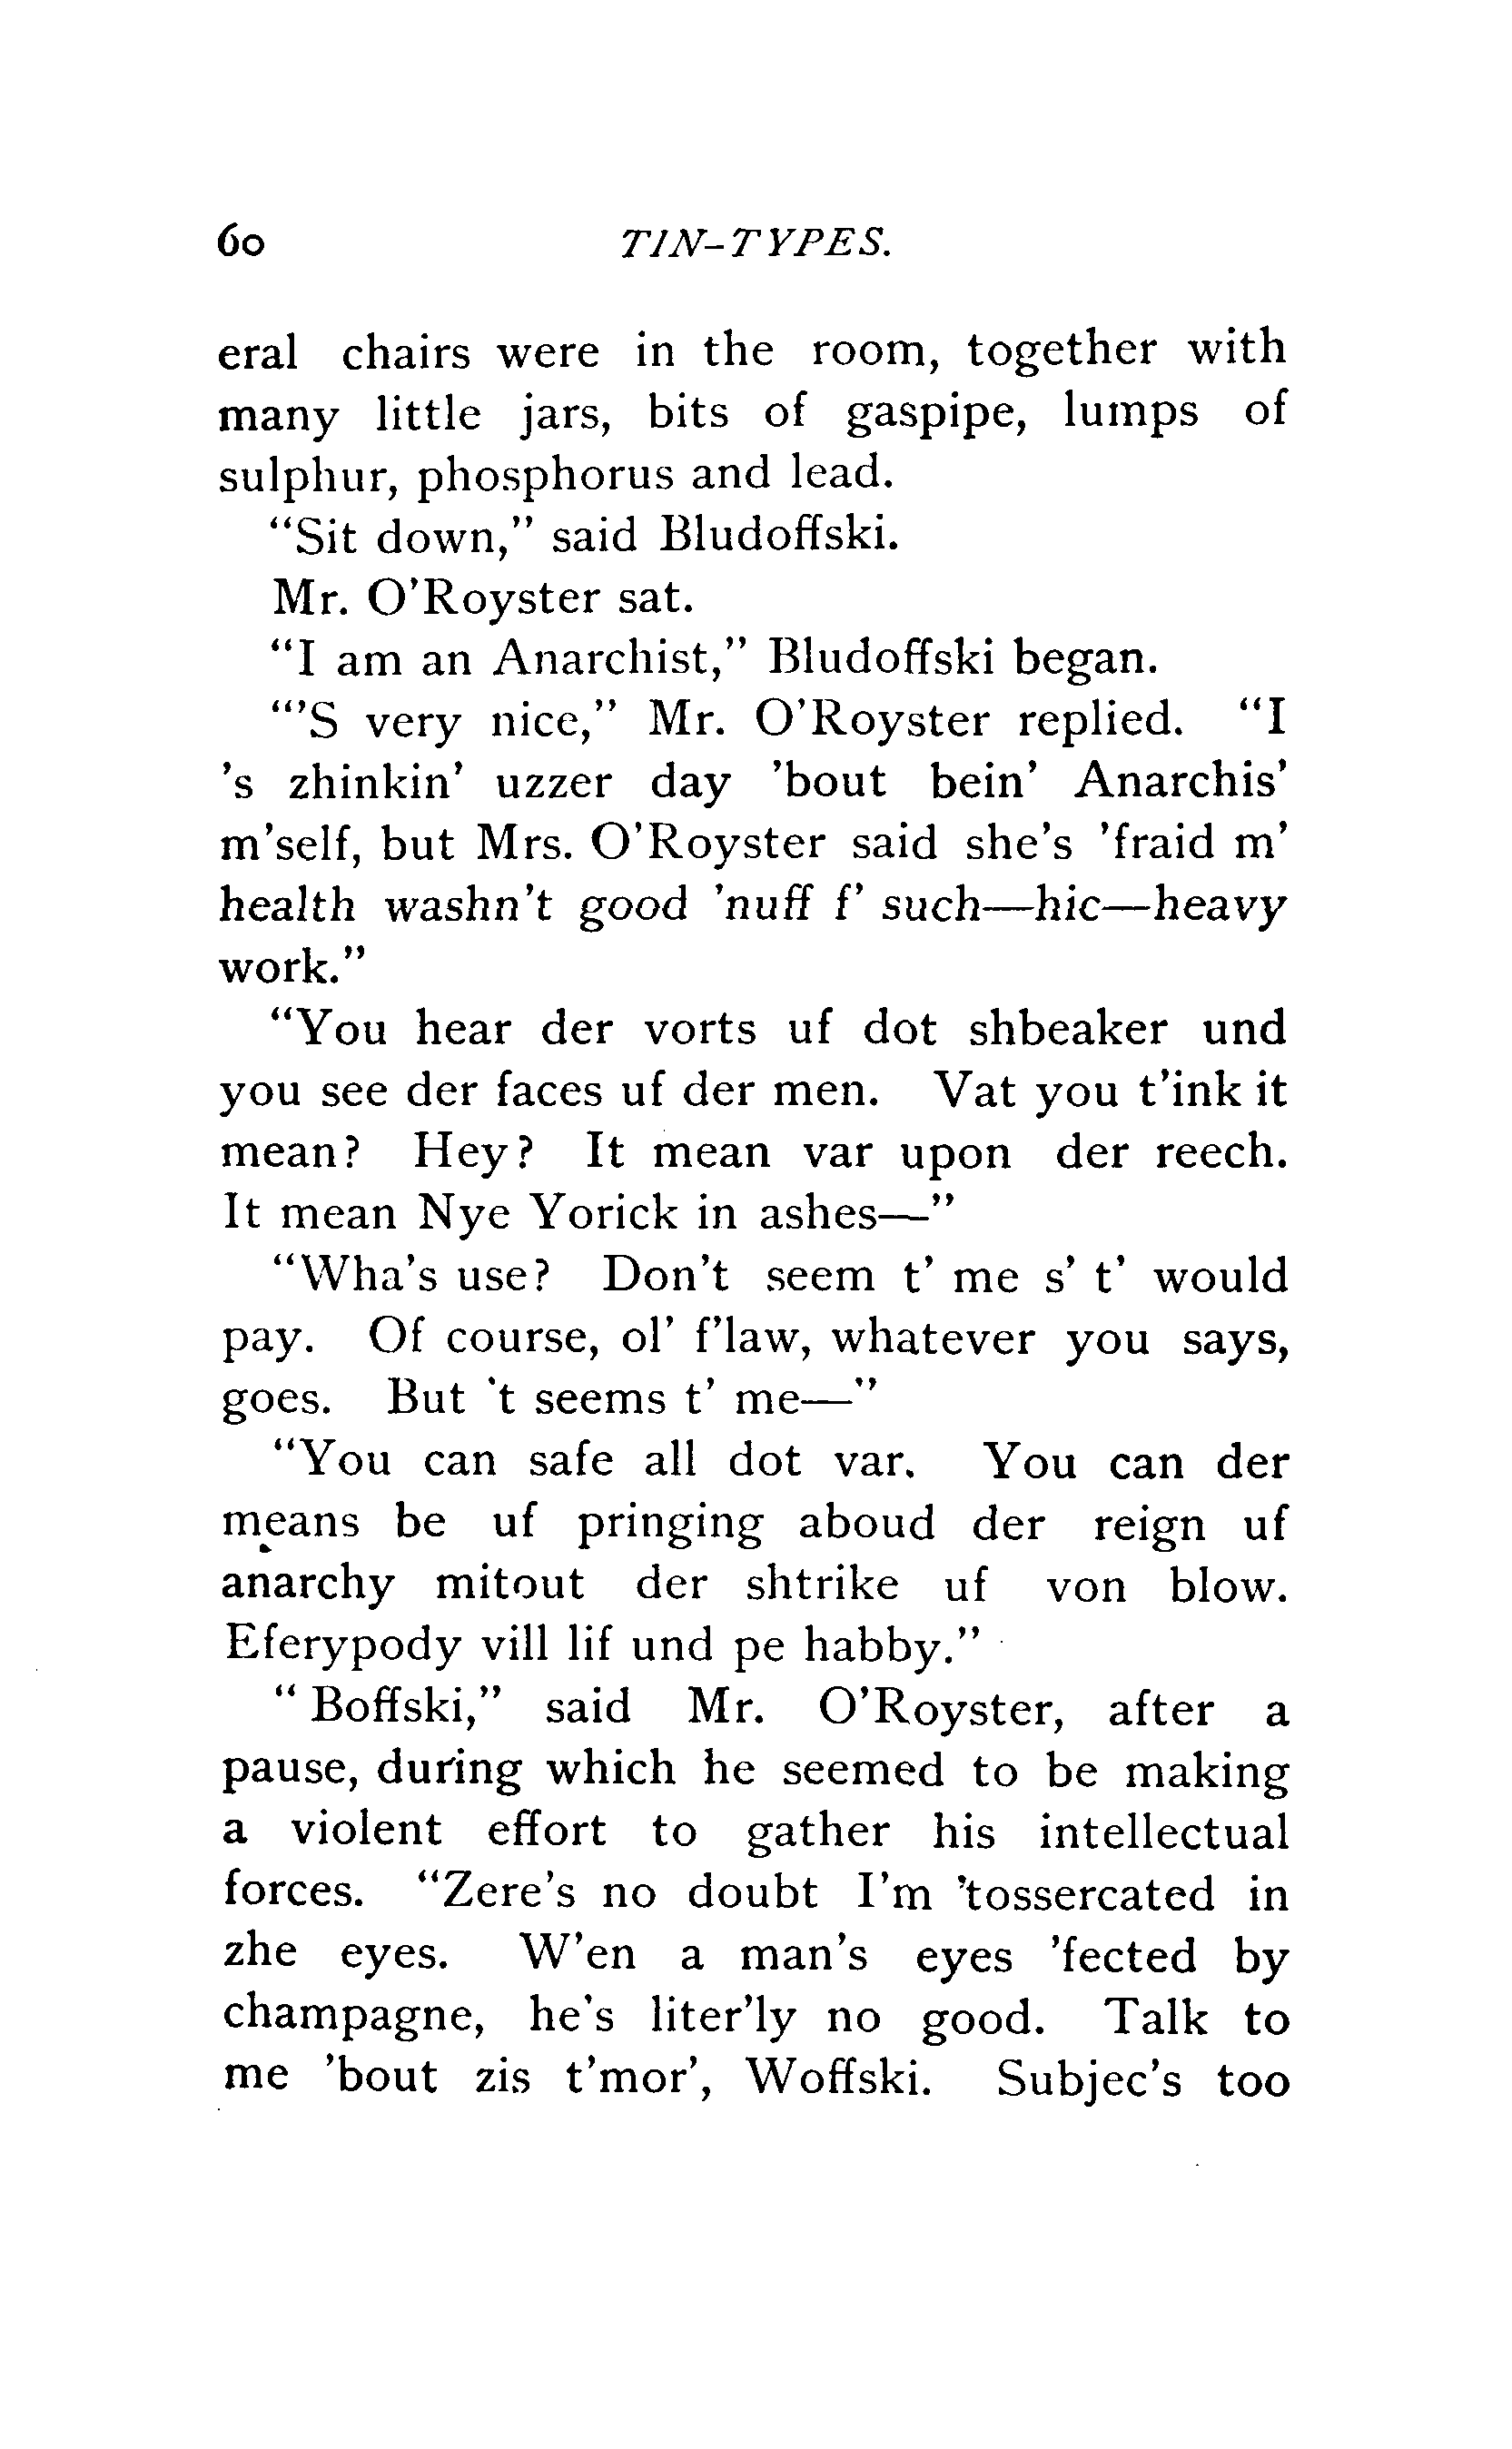 60 TIN-TYPES.
eral chairs were in the room, together with
many little jars, bits of gaspipe, lumps of
sulphur, phosphorus and lead.
“Sit down,” said Bludoffski.
Mr. O’Royster sat.
“I am an Anarchist,” Bludoffski began.
“’S very nice,” Mr. O’Royster replied. “I
’s zhinkin’ uzzer day ’bout bein’ Anarchis’
m’self, but Mrs. O’Royster said she’s ’fraid m’
health washn’t good ’nuff f’ such—hic—heavy
work.”
“You hear der vorts uf dot shbeaker und
you see der faces uf der men. Vat you t’ink it
mean? Hey? It mean var upon der reech.
It mean Nye Yorick in ashes—”
“Wha’s use? Don’t seem t’ me s’ t’ would
pay. Of course, ol’ f’law, whatever you says,
goes. But ’t seems t’ me—”
“You can safe all dot var. You can der
means be uf pringing aboud der reign uf
anarchy mitout der shtrike uf von blow.
Eferypody vill lif und pe habby.”
“Boffski,” said Mr. O’Royster, after a
pause, during which he seemed to be making
a violent effort to gather his intellectual
forces. “Zere’s no doubt I’m ’tossercated in
zhe eyes. W’en a man’s eyes ’fected by
champagne, he’s liter’ly no good. Talk to
me ’bout zis t’mor’, Woffski. Subjec’s too